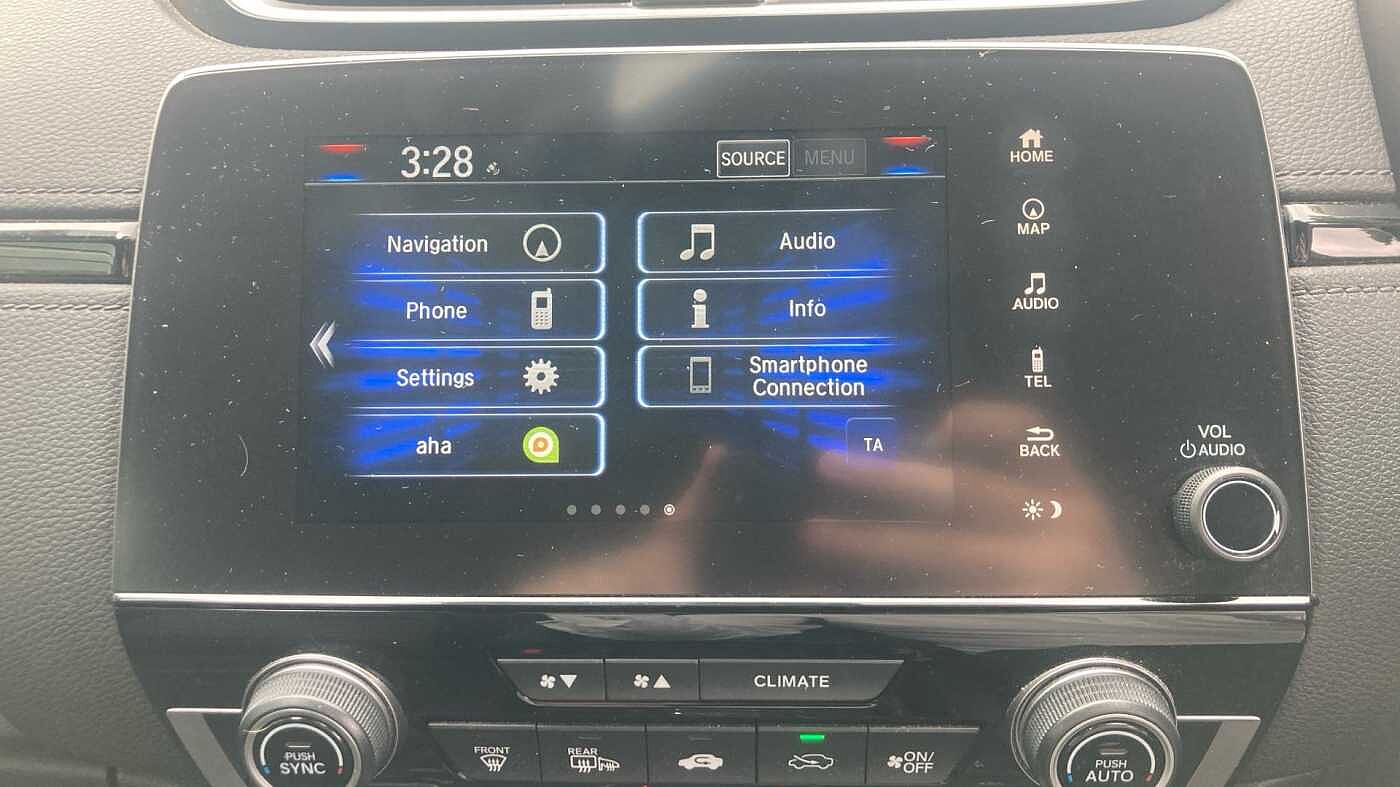 3:28
SOURCE
MENU
HOME
MAP
AUDIO
TEL
BACK
Navigation
Audio
Phone
Info
Settings
Smartphone
Connection
aha
TA
VOL
AUDIO
CLIMATE
FRONT
REAR
ON/
OFF
PUSH
SYNC
PUSH
AUTO